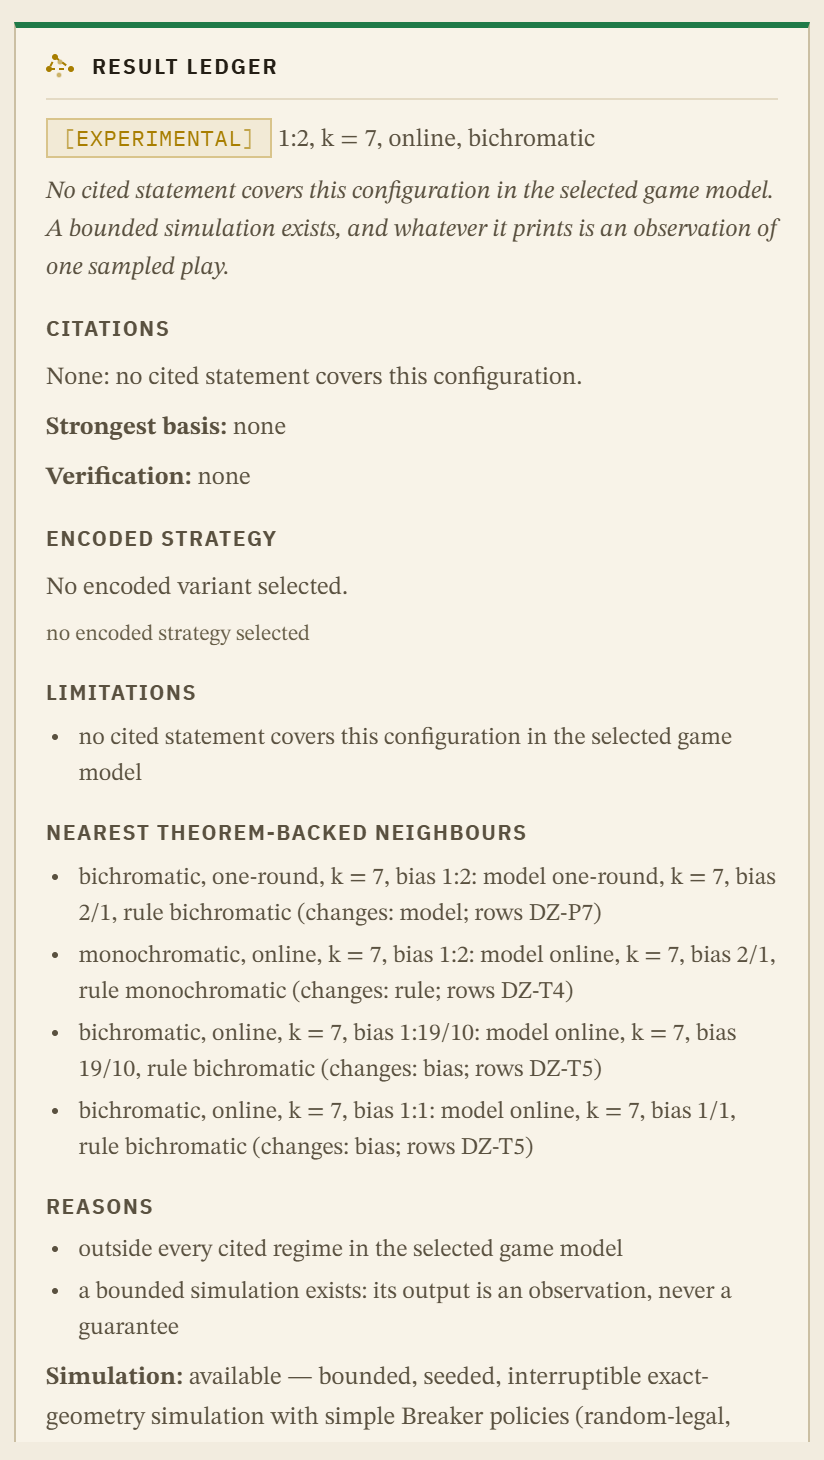 RESULT LEDGER
[EXPERIMENTAL] 1:2, k = 7, online, bichromatic
No cited statement covers this configuration in the selected game model.
A bounded simulation exists, and whatever it prints is an observation of
one sampled play.
CITATIONS
None: no cited statement covers this configuration.
Strongest basis: none
Verification: none
ENCODED STRATEGY
No encoded variant selected.
no encoded strategy selected
LIMITATIONS
• no cited statement covers this configuration in the selected game
model
NEAREST THEOREM-BACKED NEIGHBOURS
• bichromatic, one-round, k = 7, bias 1:2: model one-round, k = 7, bias
2/1, rule bichromatic (changes: model; rows DZ-P7)
• monochromatic, online, k = 7, bias 1:2: model online, k = 7, bias 2/1,
rule monochromatic (changes: rule; rows DZ-T4)
• bichromatic, online, k = 7, bias 1:19/10: model online, k = 7, bias
19/10, rule bichromatic (changes: bias; rows DZ-T5)
• bichromatic, online, k = 7, bias 1:1: model online, k = 7, bias 1/1,
rule bichromatic (changes: bias; rows DZ-T5)
REASONS
• outside every cited regime in the selected game model
• a bounded simulation exists: its output is an observation, never a
guarantee
Simulation: available — bounded, seeded, interruptible exact-
geometry simulation with simple Breaker policies (random-legal,